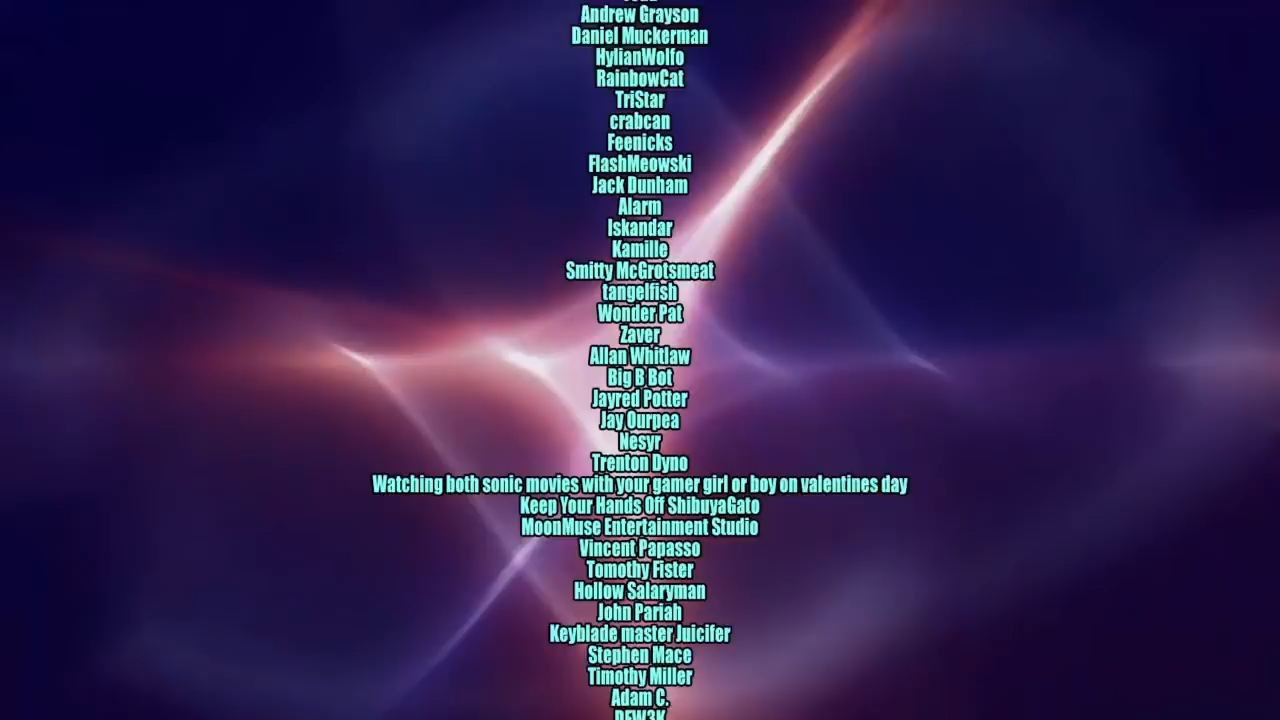 Andrew Grayson
Daniel Muckerman
HylianWolfo
RainbowCat
TriStar
crabcan
Feenicks
FlashMeowski
Jack Dunham
Alarm
Iskandar
Kamille
Smitty McGrotsmeat
tangelfish
Wonder Pat
Zaver
Allan Whitlaw
Big B Bot
Jayred Potter
Jay Ourpea
Nesyr
Trenton Dyno
Watching both sonic movies with your gamer girl or boy on valentines day
Keep Your Hands Off ShibuyaGato
MoonMuse Entertainment Studio
Vincent Papasso
Tomothy Fister
Hollow Salaryman
John Pariah
Keyblade master Juicifer
Stephen Mace
Timothy Miller
Adam C.